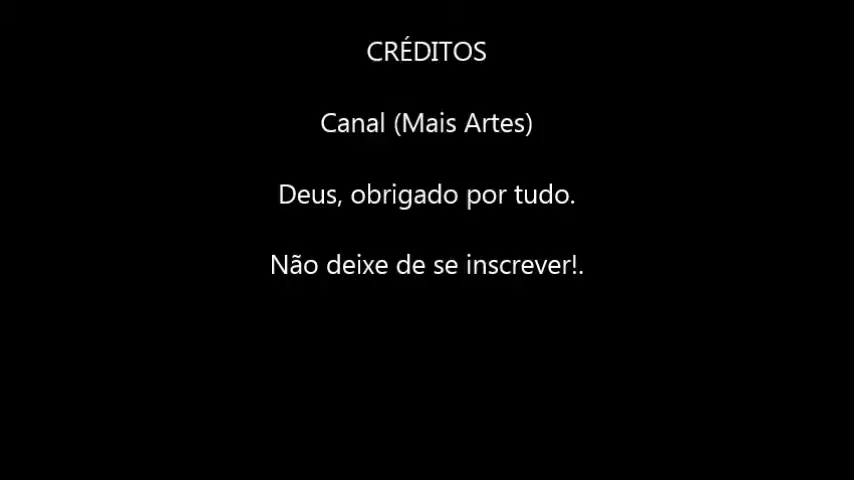 CRÉDITOS
Canal (Mais Artes)
Deus, obrigado por tudo.
Não deixe de se inscrever!.